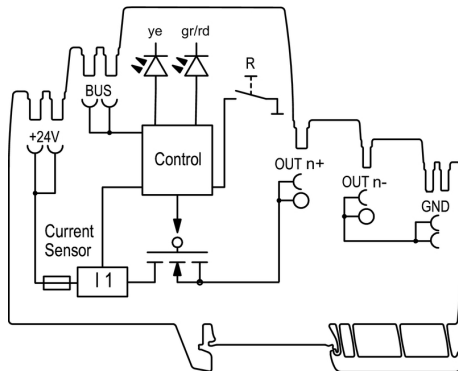 ye gr/rd
BUS
R
+24V
Control
OUT n+
OUT n-
GND
Current
Sensor
I 1